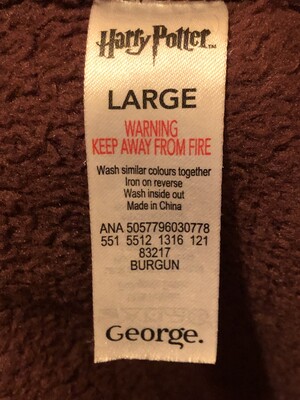 Harry Potter™
LARGE
WARNING
KEEP AWAY FROM FIRE
Wash similar colours together
Iron on reverse
Wash inside out
Made in China
ANA 5057796030778
551 5512 1316 121
83217
BURGUN
George.